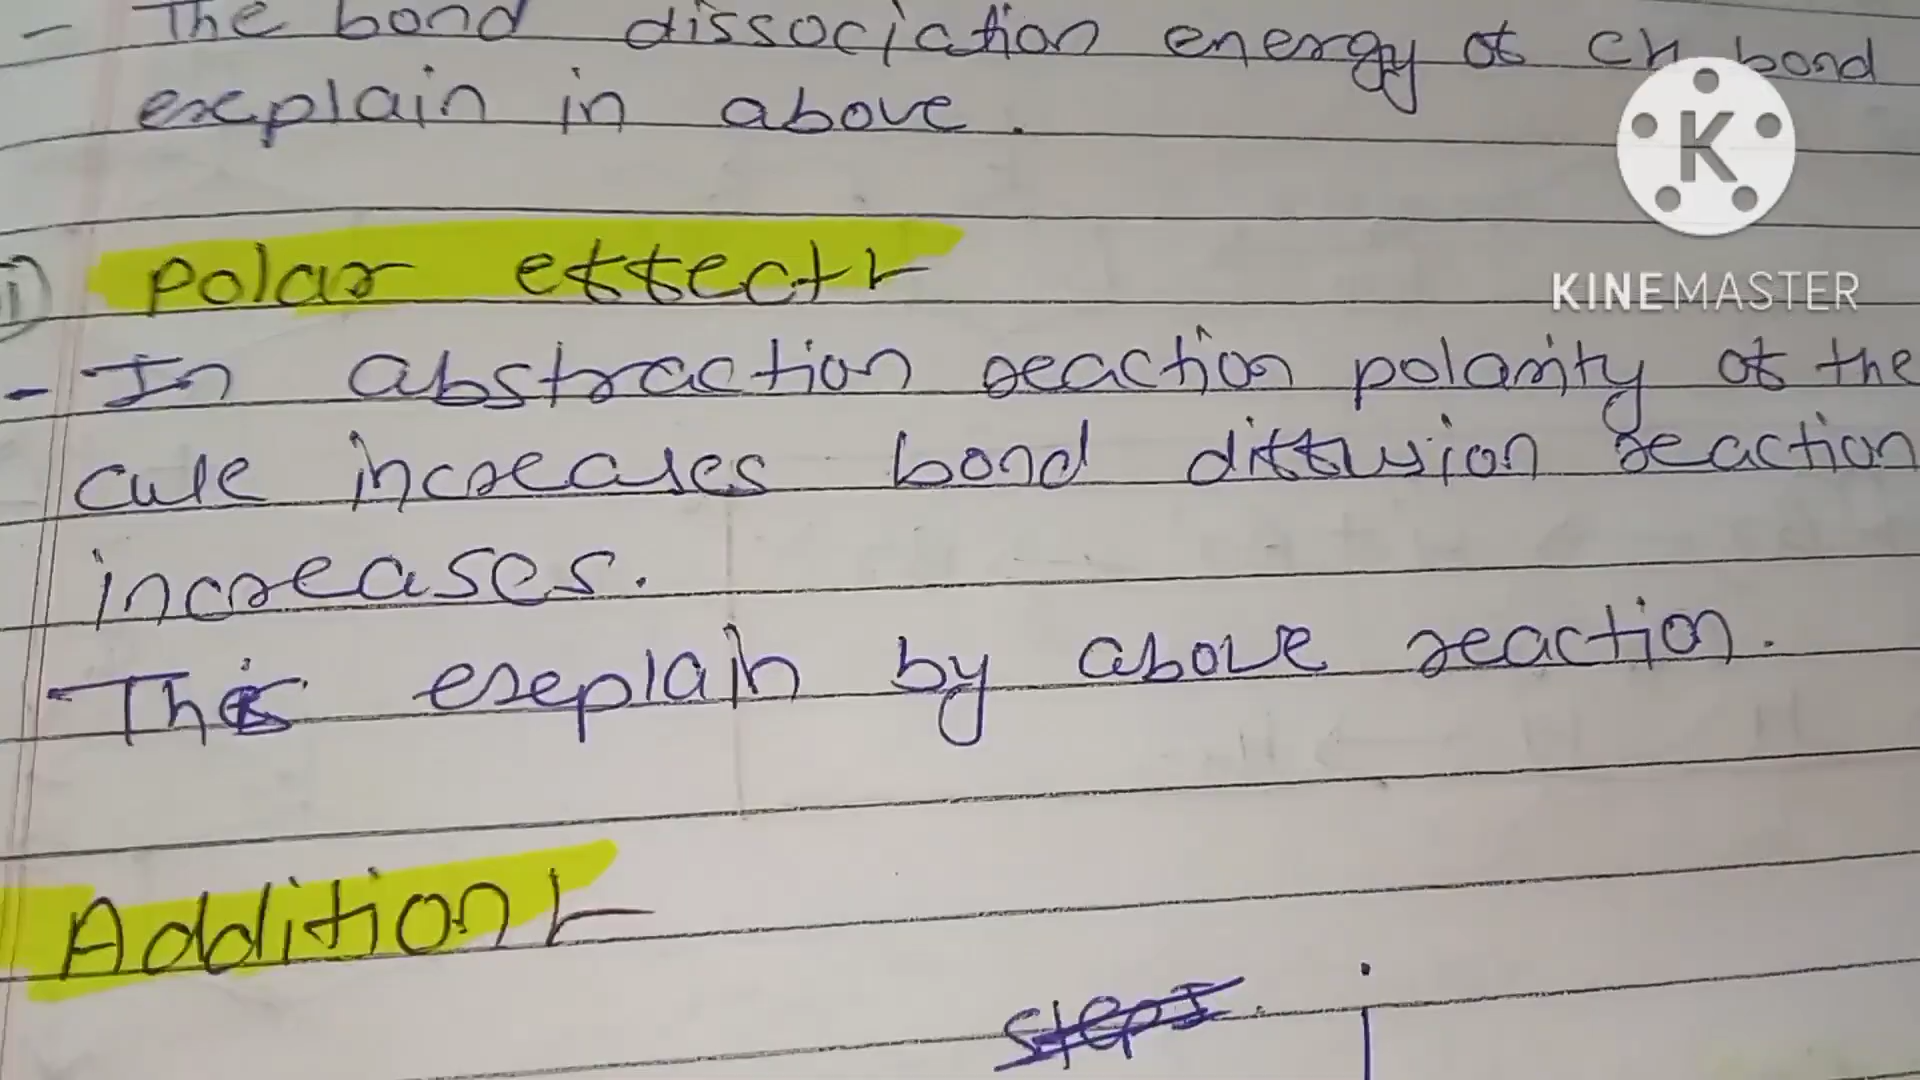 - The bond dissociation energy of CH bond
explain in above.
K
KINEMASTER
i) Polar effect :-
- In abstraction reaction polarity of the
cule increases bond diffusion reaction
increases.
- This explain by above reaction.
Addition :-